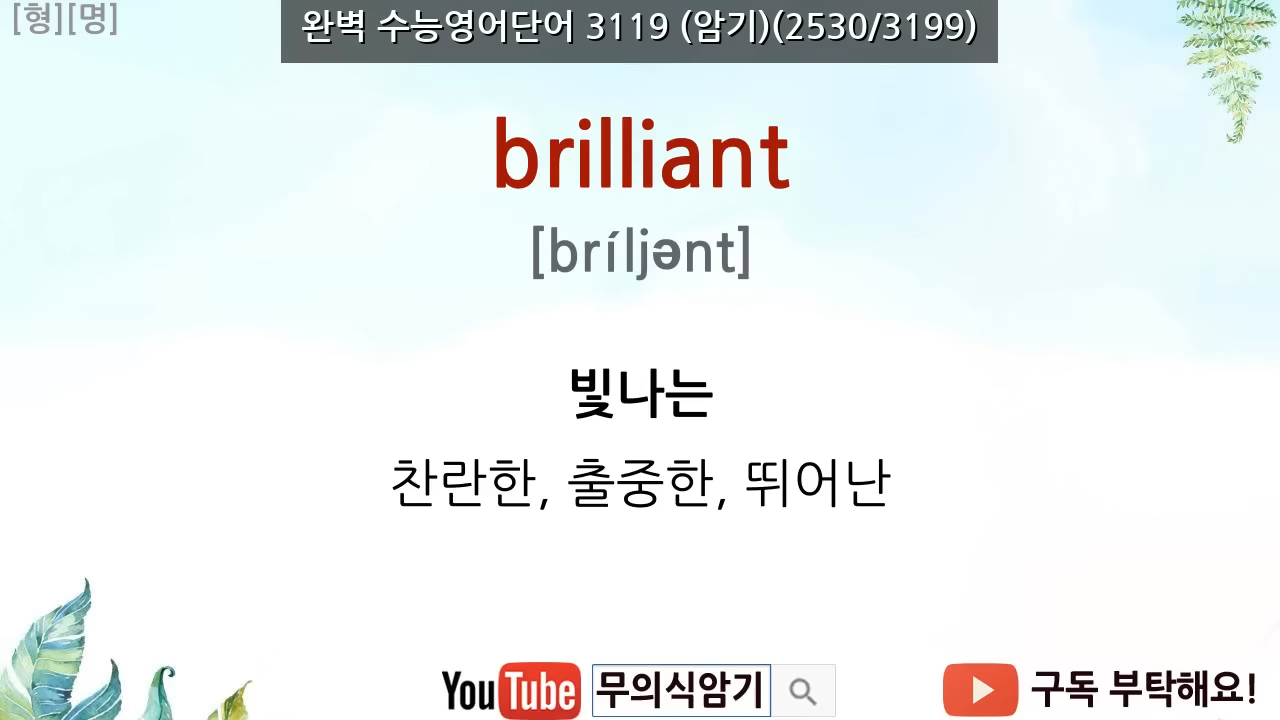 [형][명]
완벽 수능영어단어 3119 (암기)(2530/3199)
brilliant
[bríljənt]
빛나는
찬란한, 출중한, 뛰어난
YouTube 무의식암기
구독 부탁해요!